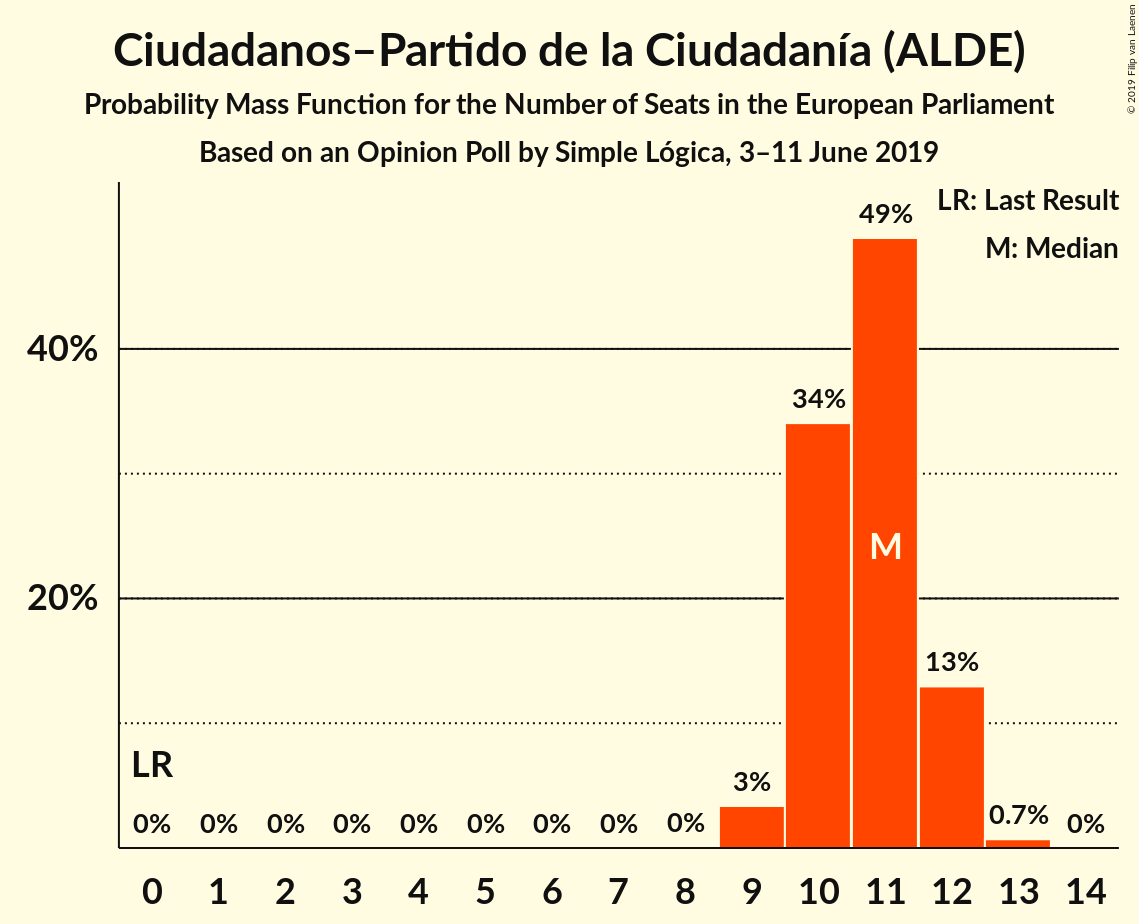 Ciudadanos–Partido de la Ciudadanía (ALDE)
Probability Mass Function for the Number of Seats in the European Parliament
Based on an Opinion Poll by Simple Lógica, 3–11 June 2019
© 2019 Filip van Laenen
LR: Last Result
M: Median
49%
40%
34%
M
20%
13%
LR
3%
0% 0% 0% 0% 0% 0% 0% 0% 0% 0.7% 0%
0 1 2 3 4 5 6 7 8 9 10 11 12 13 14